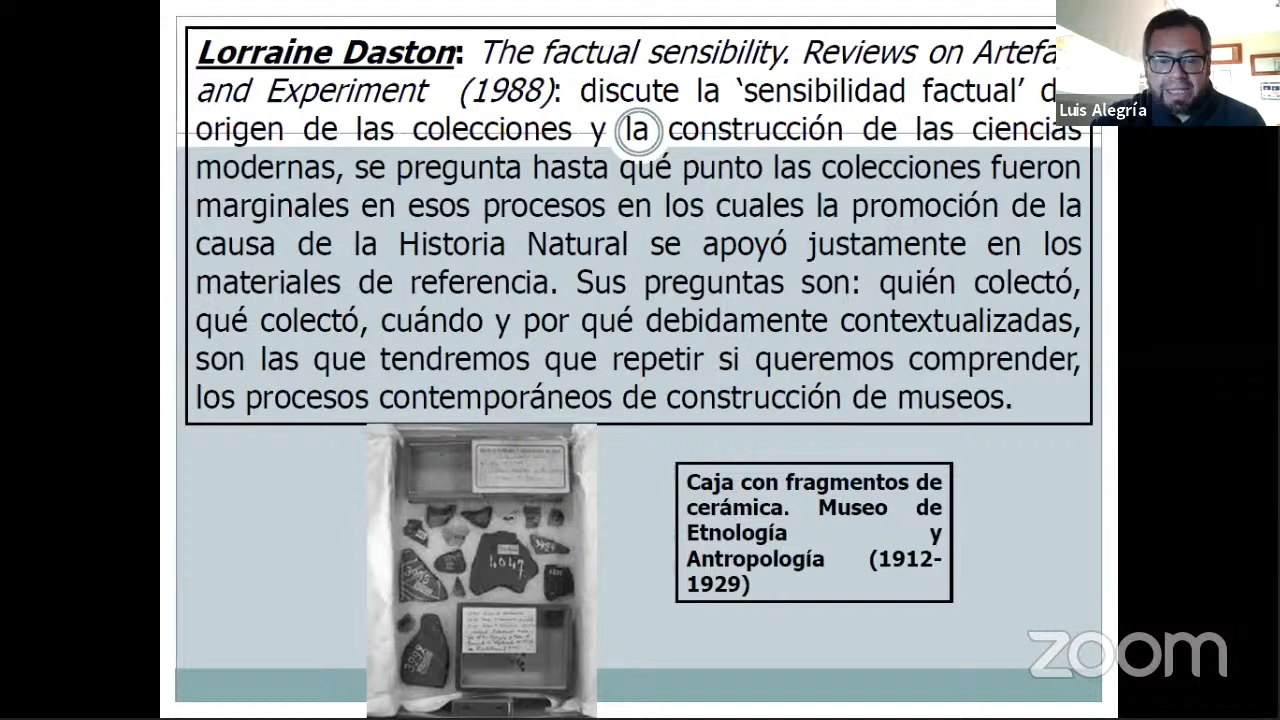 Lorraine Daston: The factual sensibility. Reviews on Artefa
and Experiment (1988): discute la ‘sensibilidad factual’ d
origen de las colecciones y la construcción de las ciencias
modernas, se pregunta hasta qué punto las colecciones fueron
marginales en esos procesos en los cuales la promoción de la
causa de la Historia Natural se apoyó justamente en los
materiales de referencia. Sus preguntas son: quién colectó,
qué colectó, cuándo y por qué debidamente contextualizadas,
son las que tendremos que repetir si queremos comprender,
los procesos contemporáneos de construcción de museos.
Luis Alegría
Caja con fragmentos de
cerámica. Museo de
Etnología y
Antropología (1912-
1929)
4047
zoom